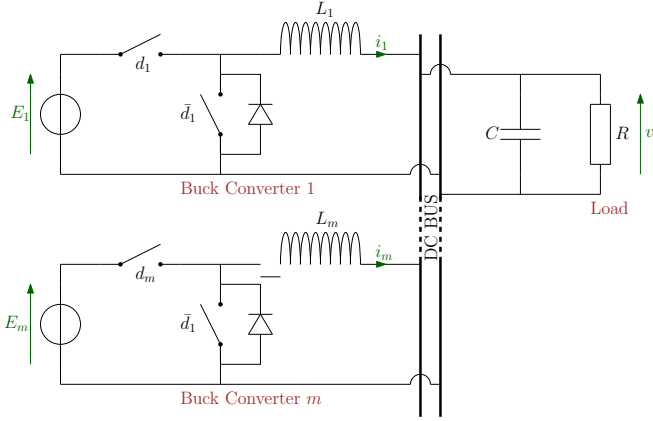 L₁
i₁
d₁
E₁
d̄₁
C
R
v
Buck Converter 1
Load
DC BUS
Lₘ
iₘ
dₘ
Eₘ
d̄₁
Buck Converter m